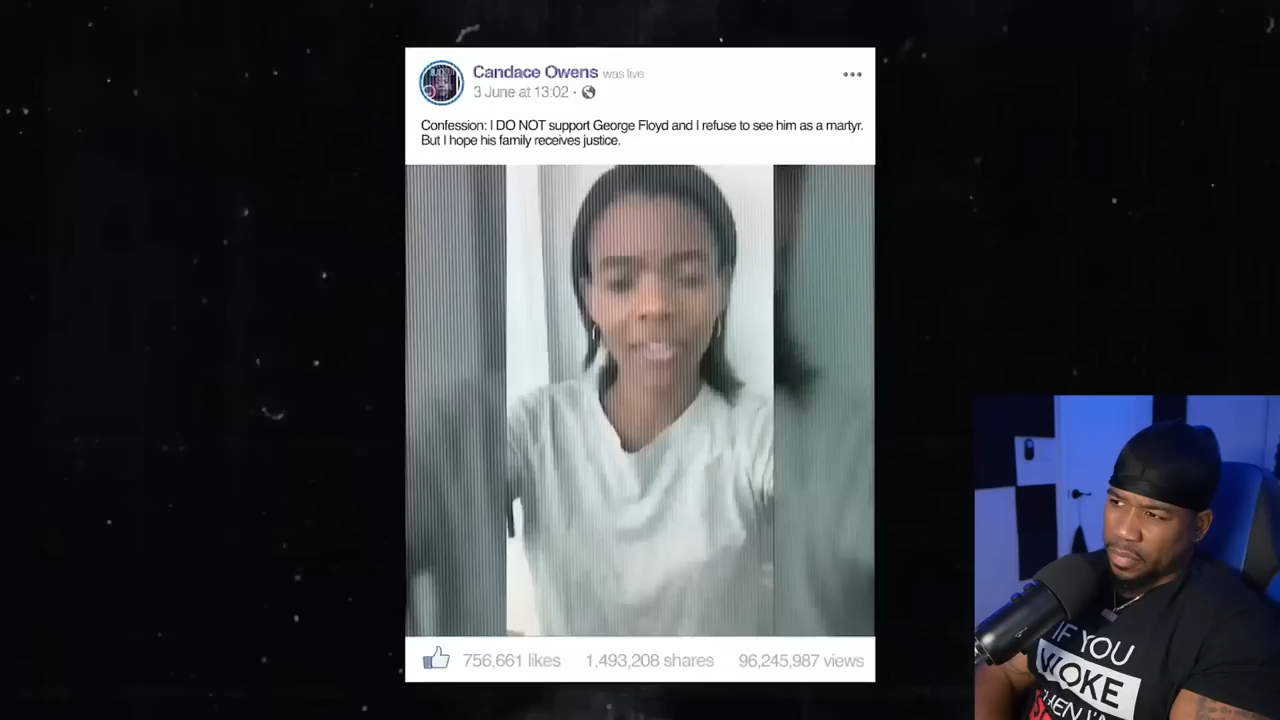 Candace Owens was live
3 June at 13:02 ·
Confession: I DO NOT support George Floyd and I refuse to see him as a martyr.
But I hope his family receives justice.
756,661 likes 1,493,208 shares 96,245,987 views
IF YOU
WOKE
THEN